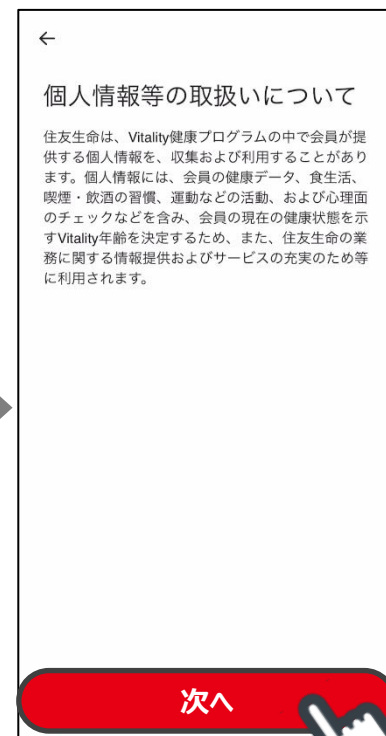 個人情報等の取扱いについて
住友生命は、Vitality健康プログラムの中で会員が提
供する個人情報を、収集および利用することがあり
ます。個人情報には、会員の健康データ、食生活、
喫煙・飲酒の習慣、運動などの活動、および心理面
のチェックなどを含み、会員の現在の健康状態を示
すVitality年齢を決定するため、また、住友生命の業
務に関する情報提供およびサービスの充実のため等
に利用されます。
次へ